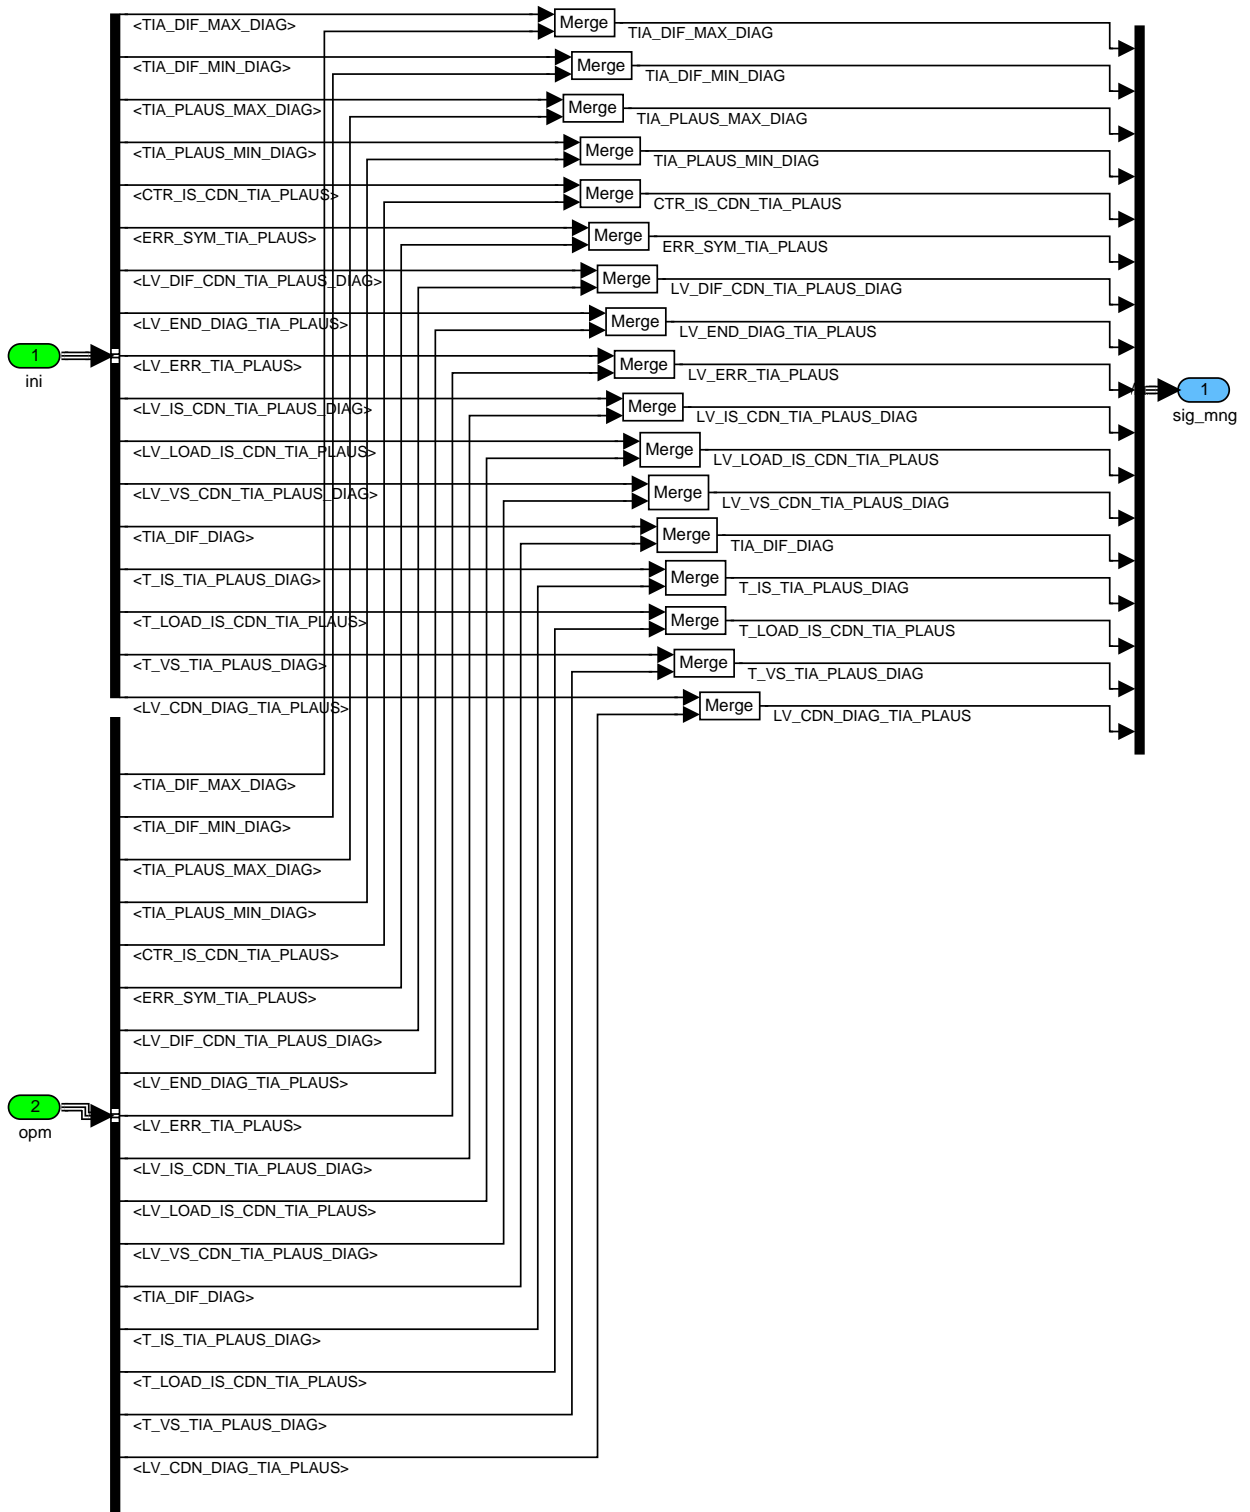 <TIA_DIF_MAX_DIAG>
Merge
TIA_DIF_MAX_DIAG
<TIA_DIF_MIN_DIAG>
Merge
TIA_DIF_MIN_DIAG
<TIA_PLAUS_MAX_DIAG>
Merge
TIA_PLAUS_MAX_DIAG
<TIA_PLAUS_MIN_DIAG>
Merge
TIA_PLAUS_MIN_DIAG
<CTR_IS_CDN_TIA_PLAUS>
Merge
CTR_IS_CDN_TIA_PLAUS
<ERR_SYM_TIA_PLAUS>
Merge
ERR_SYM_TIA_PLAUS
<LV_DIF_CDN_TIA_PLAUS_DIAG>
Merge
LV_DIF_CDN_TIA_PLAUS_DIAG
<LV_END_DIAG_TIA_PLAUS>
Merge
LV_END_DIAG_TIA_PLAUS
1
ini
<LV_ERR_TIA_PLAUS>
Merge
LV_ERR_TIA_PLAUS
1
sig_mng
<LV_IS_CDN_TIA_PLAUS_DIAG>
Merge
LV_IS_CDN_TIA_PLAUS_DIAG
<LV_LOAD_IS_CDN_TIA_PLAUS>
Merge
LV_LOAD_IS_CDN_TIA_PLAUS
<LV_VS_CDN_TIA_PLAUS_DIAG>
Merge
LV_VS_CDN_TIA_PLAUS_DIAG
<TIA_DIF_DIAG>
Merge
TIA_DIF_DIAG
<T_IS_TIA_PLAUS_DIAG>
Merge
T_IS_TIA_PLAUS_DIAG
<T_LOAD_IS_CDN_TIA_PLAUS>
Merge
T_LOAD_IS_CDN_TIA_PLAUS
<T_VS_TIA_PLAUS_DIAG>
Merge
T_VS_TIA_PLAUS_DIAG
<LV_CDN_DIAG_TIA_PLAUS>
Merge
LV_CDN_DIAG_TIA_PLAUS
<TIA_DIF_MAX_DIAG>
<TIA_DIF_MIN_DIAG>
<TIA_PLAUS_MAX_DIAG>
<TIA_PLAUS_MIN_DIAG>
<CTR_IS_CDN_TIA_PLAUS>
<ERR_SYM_TIA_PLAUS>
<LV_DIF_CDN_TIA_PLAUS_DIAG>
<LV_END_DIAG_TIA_PLAUS>
2
opm
<LV_ERR_TIA_PLAUS>
<LV_IS_CDN_TIA_PLAUS_DIAG>
<LV_LOAD_IS_CDN_TIA_PLAUS>
<LV_VS_CDN_TIA_PLAUS_DIAG>
<TIA_DIF_DIAG>
<T_IS_TIA_PLAUS_DIAG>
<T_LOAD_IS_CDN_TIA_PLAUS>
<T_VS_TIA_PLAUS_DIAG>
<LV_CDN_DIAG_TIA_PLAUS>